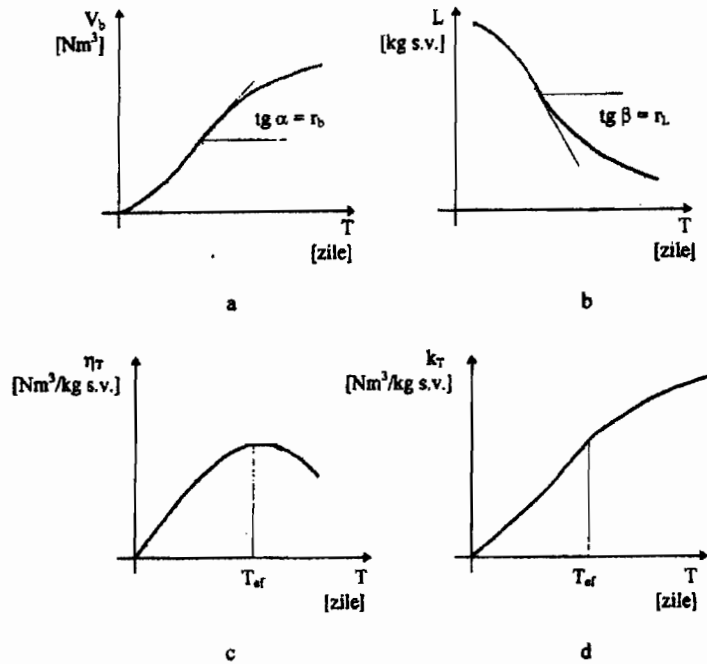 V_b
[Nm³]
tg α = r_b
T
[zile]
a
L
[kg s.v.]
tg β = r_L
T
[zile]
b
η_T
[Nm³/kg s.v.]
T_ef
T
[zile]
c
k_T
[Nm³/kg s.v.]
T_ef
T
[zile]
d